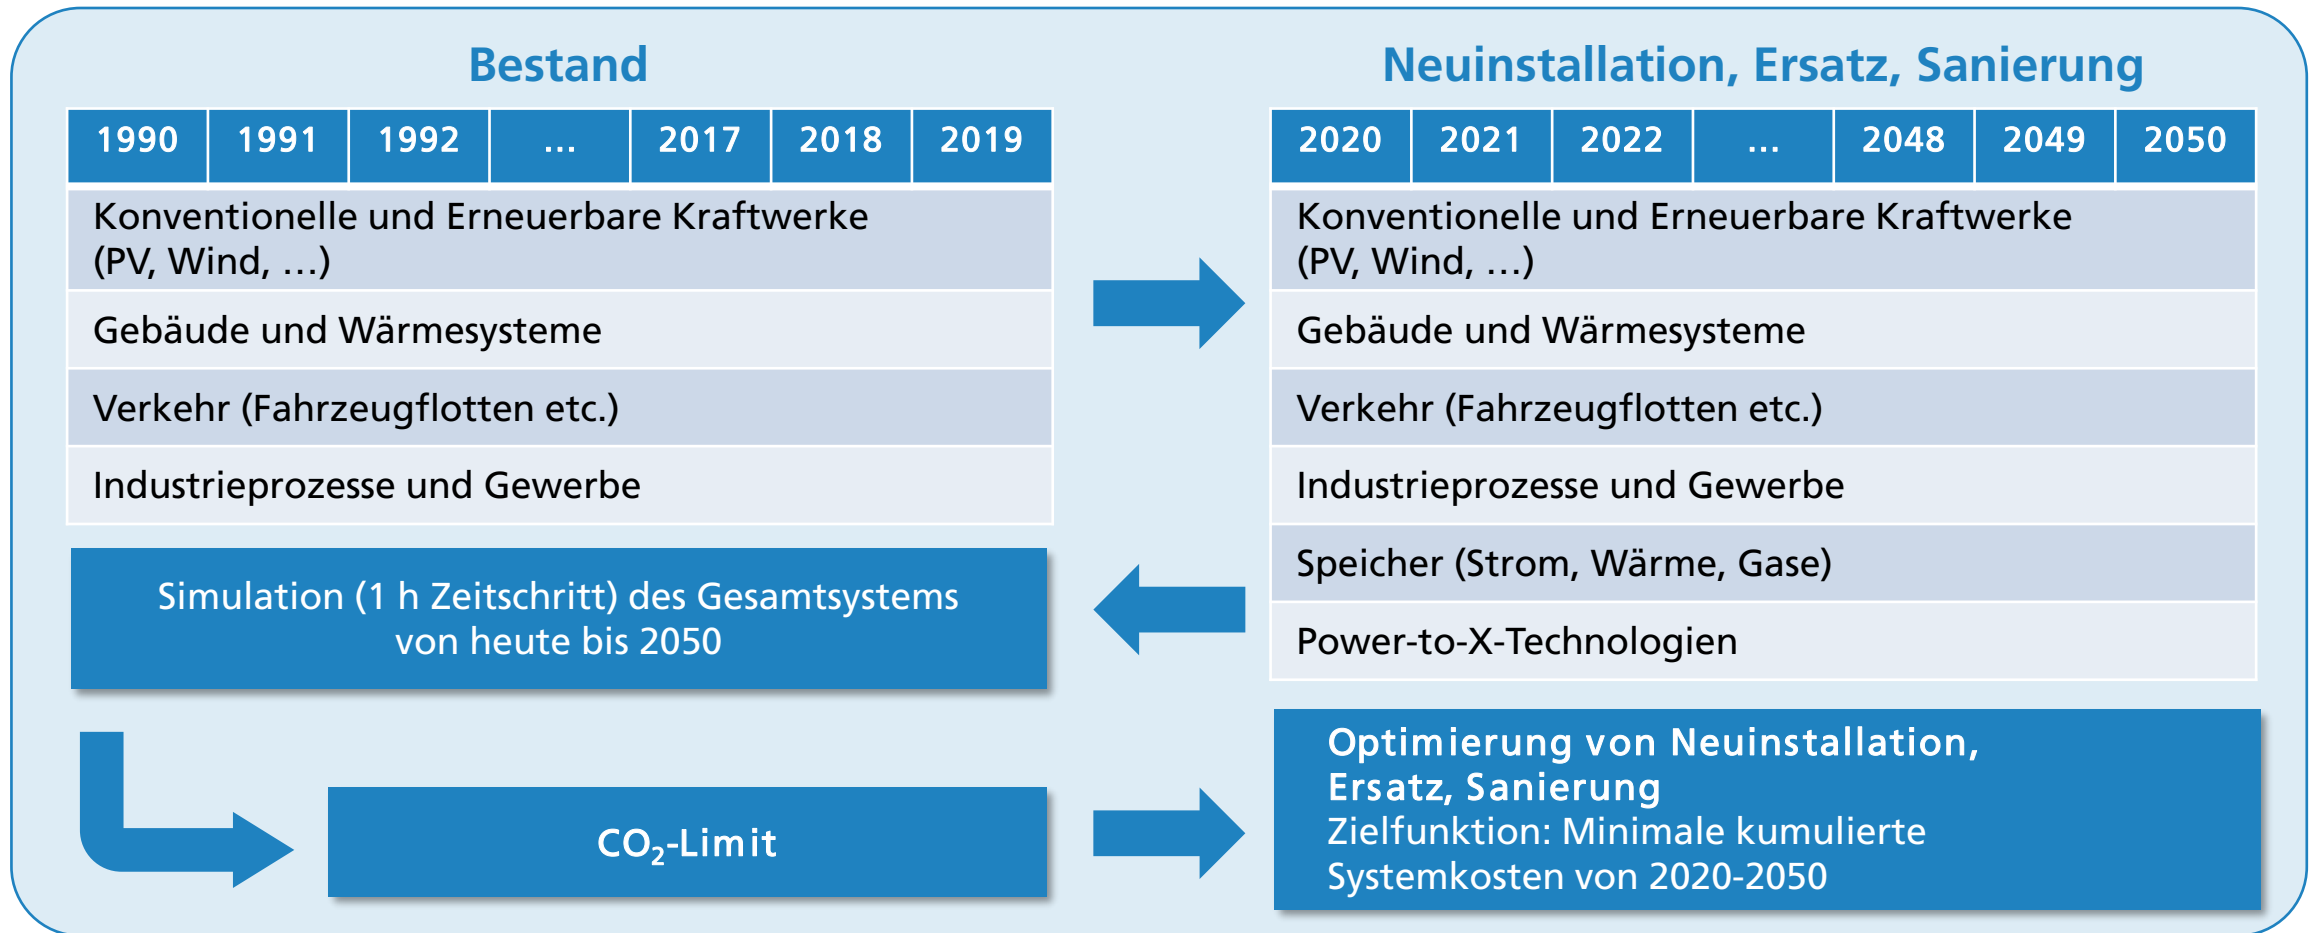 Bestand
1990 1991 1992 ... 2017 2018 2019
Konventionelle und Erneuerbare Kraftwerke
(PV, Wind, …)
Gebäude und Wärmesysteme
Verkehr (Fahrzeugflotten etc.)
Industrieprozesse und Gewerbe
Neuinstallation, Ersatz, Sanierung
2020 2021 2022 ... 2048 2049 2050
Konventionelle und Erneuerbare Kraftwerke
(PV, Wind, …)
Gebäude und Wärmesysteme
Verkehr (Fahrzeugflotten etc.)
Industrieprozesse und Gewerbe
Speicher (Strom, Wärme, Gase)
Power-to-X-Technologien
Simulation (1 h Zeitschritt) des Gesamtsystems
von heute bis 2050
CO₂-Limit
Optimierung von Neuinstallation,
Ersatz, Sanierung
Zielfunktion: Minimale kumulierte
Systemkosten von 2020-2050